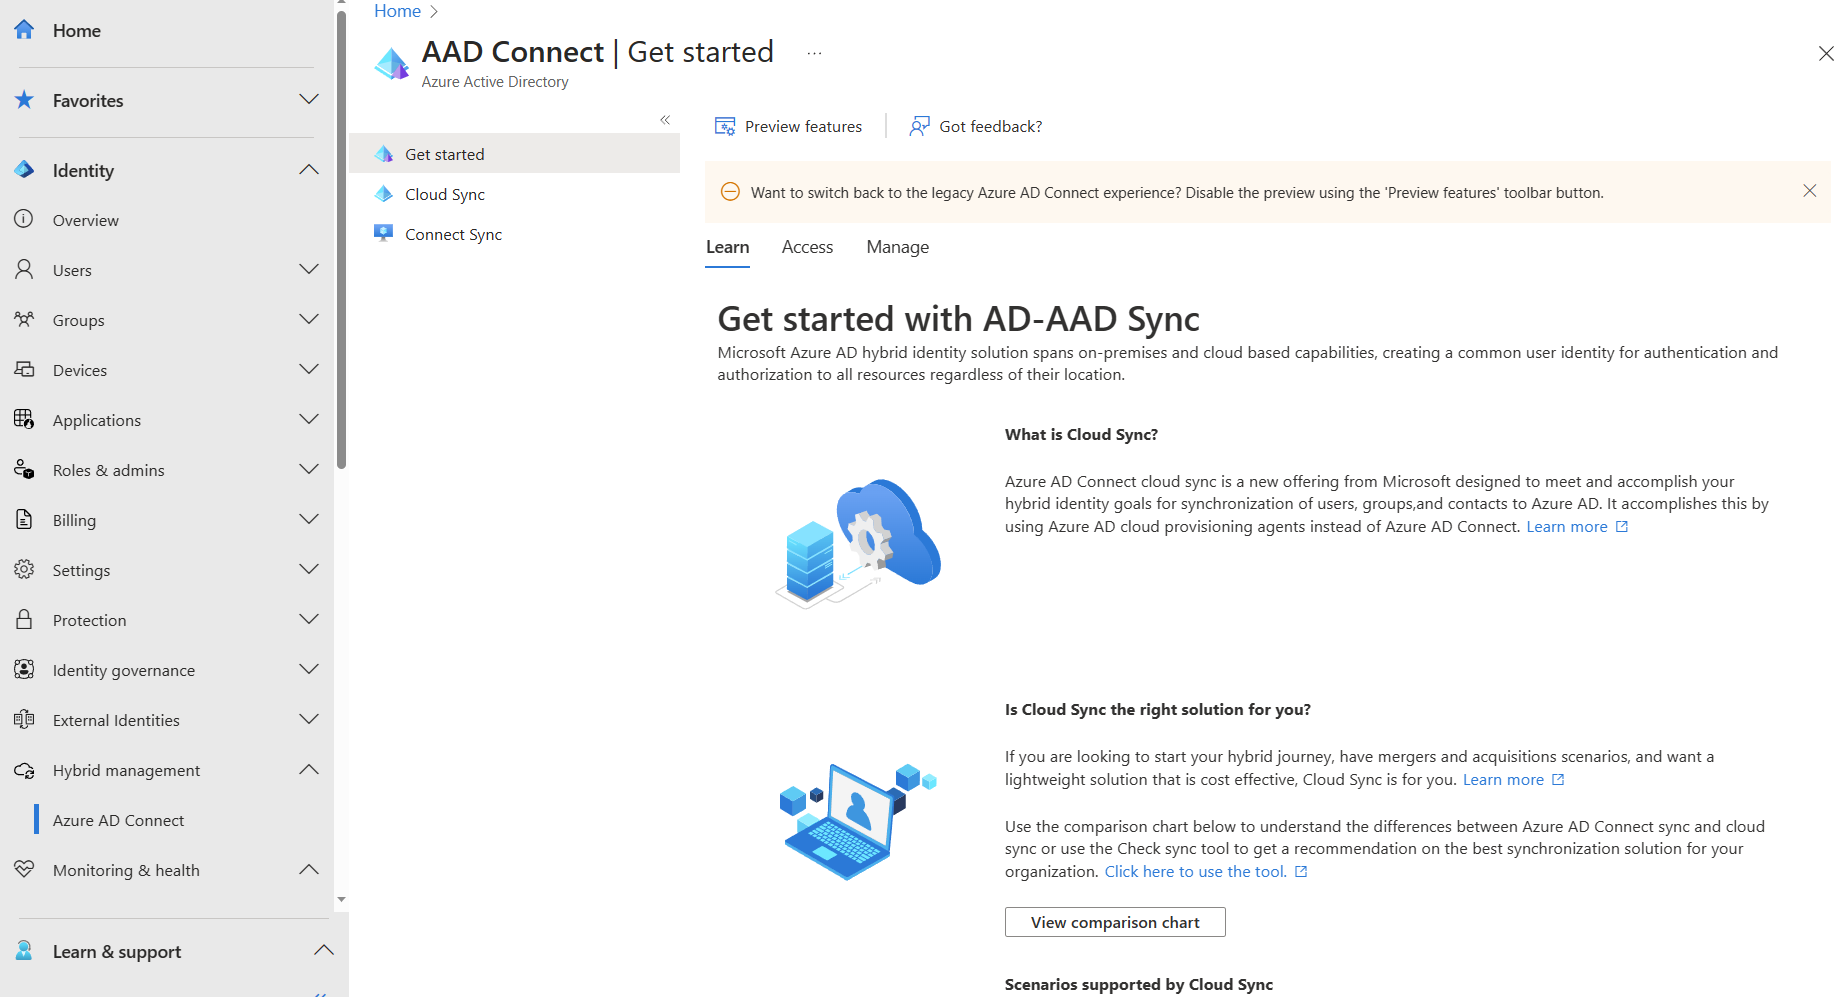 Home
Favorites
Identity
Overview
Users
Groups
Devices
Applications
Roles & admins
Billing
Settings
Protection
Identity governance
External Identities
Hybrid management
Azure AD Connect
Monitoring & health
Learn & support
Home
AAD Connect | Get started
Azure Active Directory
Get started
Cloud Sync
Connect Sync
Preview features
Got feedback?
Want to switch back to the legacy Azure AD Connect experience? Disable the preview using the 'Preview features' toolbar button.
Learn
Access
Manage
Get started with AD-AAD Sync
Microsoft Azure AD hybrid identity solution spans on-premises and cloud based capabilities, creating a common user identity for authentication and
authorization to all resources regardless of their location.
What is Cloud Sync?
Azure AD Connect cloud sync is a new offering from Microsoft designed to meet and accomplish your
hybrid identity goals for synchronization of users, groups,and contacts to Azure AD. It accomplishes this by
using Azure AD cloud provisioning agents instead of Azure AD Connect. Learn more
Is Cloud Sync the right solution for you?
If you are looking to start your hybrid journey, have mergers and acquisitions scenarios, and want a
lightweight solution that is cost effective, Cloud Sync is for you. Learn more
Use the comparison chart below to understand the differences between Azure AD Connect sync and cloud
sync or use the Check sync tool to get a recommendation on the best synchronization solution for your
organization. Click here to use the tool.
View comparison chart
Scenarios supported by Cloud Sync